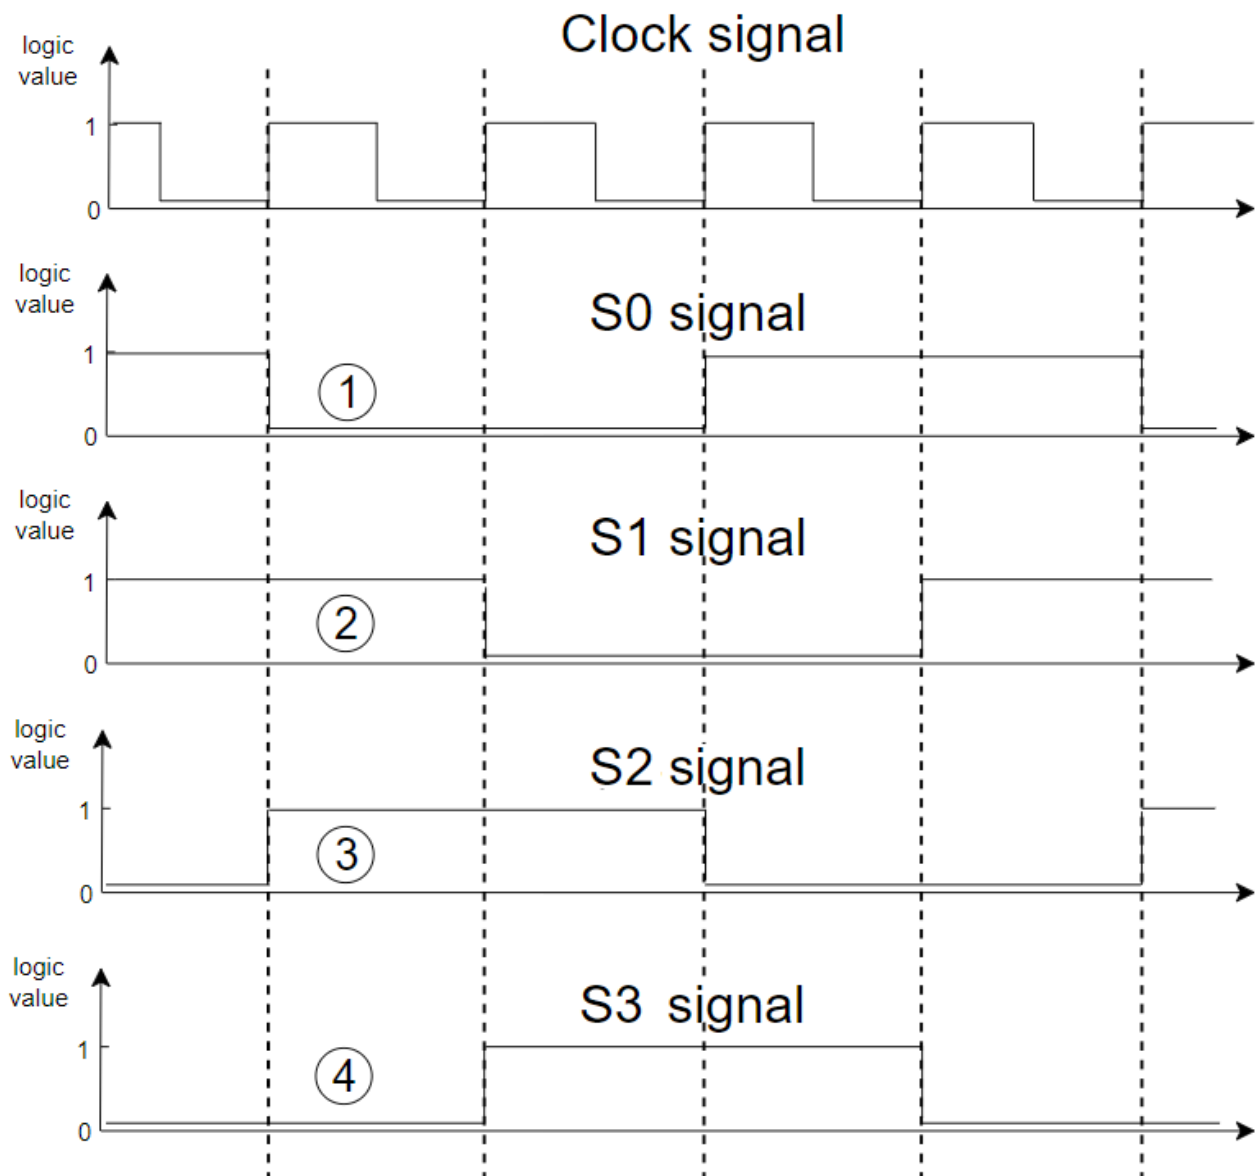 Clock signal
logic
value
1
0
logic
value
S0 signal
1
1
0
logic
value
S1 signal
1
2
0
logic
value
S2 signal
1
3
0
logic
value
S3 signal
1
4
0